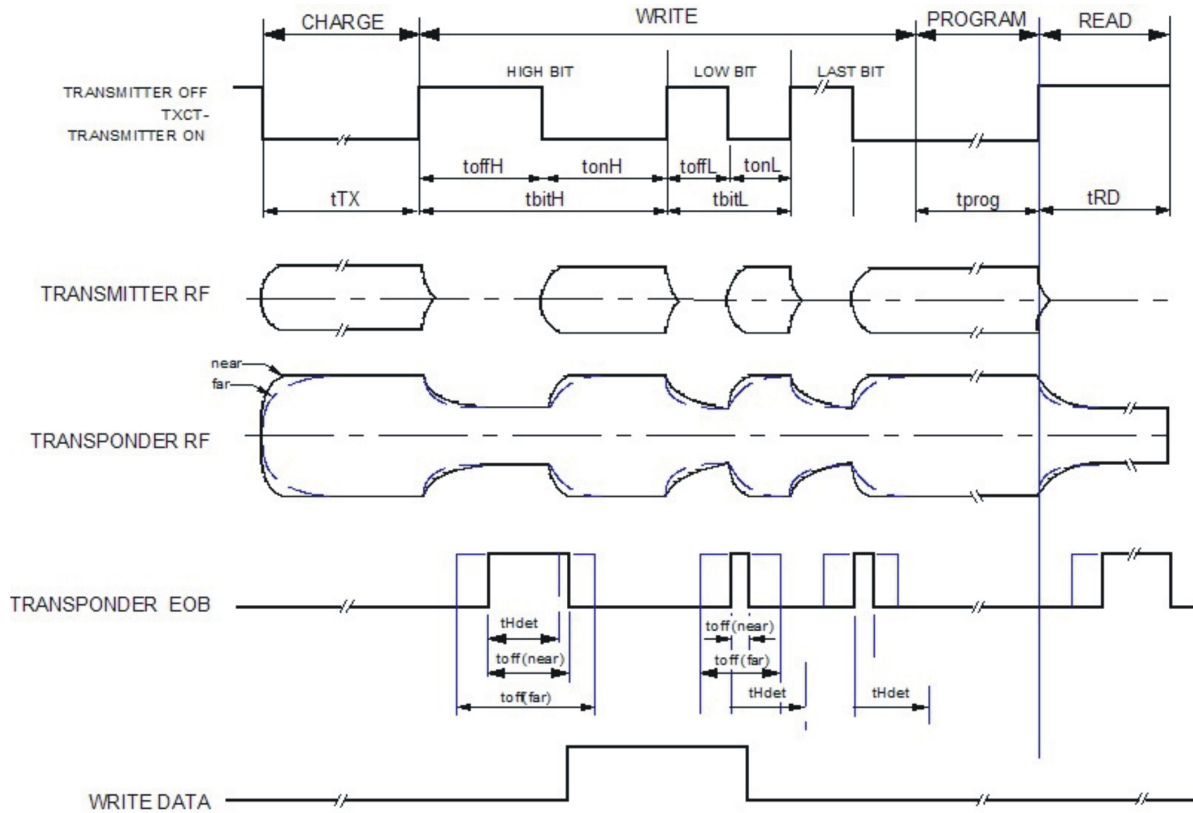 CHARGE WRITE PROGRAM READ
HIGH BIT LOW BIT LAST BIT
TRANSMITTER OFF
TXCT-
TRANSMITTER ON
toffH tonH toffL tonL
tTX tbitH tbitL tprog tRD
TRANSMITTER RF
near
far
TRANSPONDER RF
TRANSPONDER EOB
tHdet toff(near)
toff(near) toff(far)
toff(far) tHdet tHdet
WRITE DATA